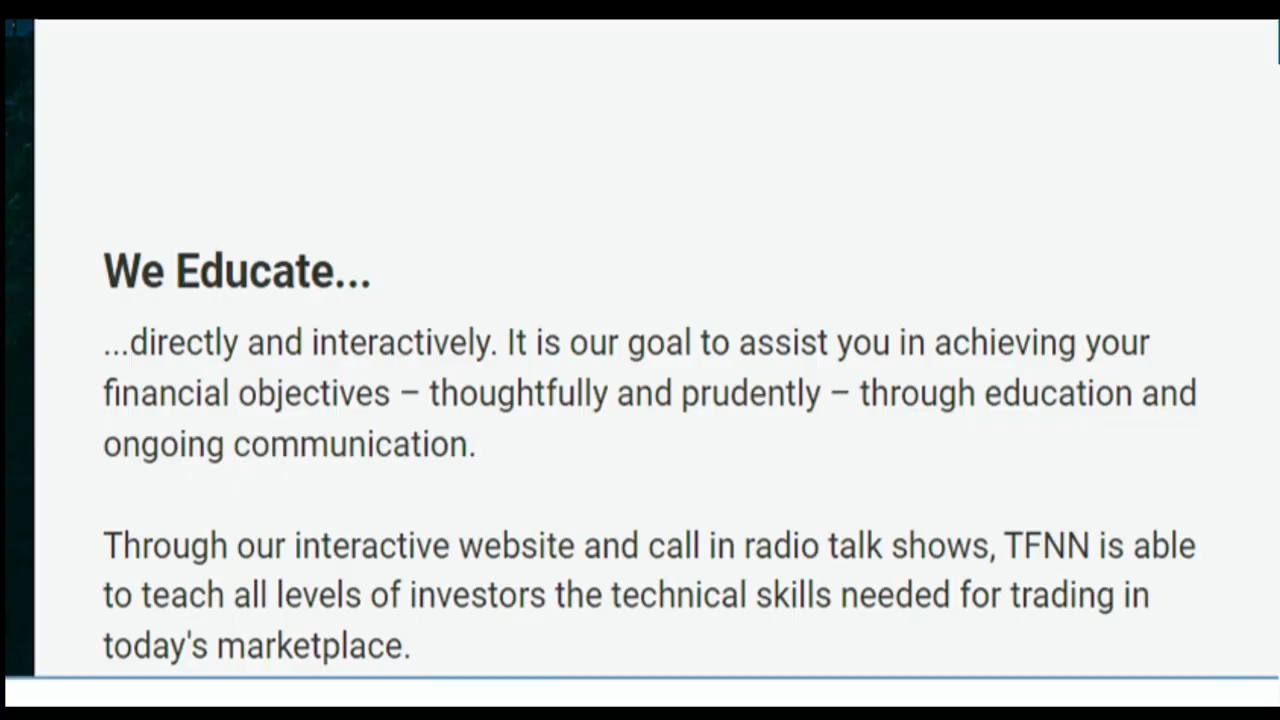 We Educate...
...directly and interactively. It is our goal to assist you in achieving your
financial objectives – thoughtfully and prudently – through education and
ongoing communication.
Through our interactive website and call in radio talk shows, TFNN is able
to teach all levels of investors the technical skills needed for trading in
today's marketplace.